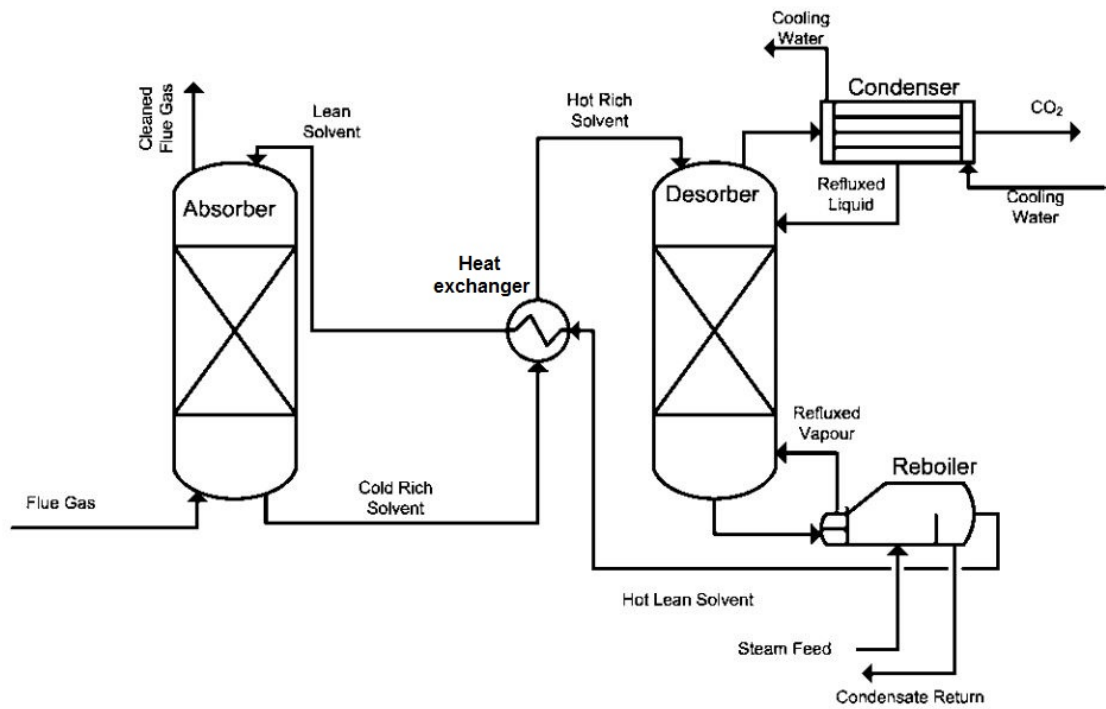 Cooling
Water
Condenser
CO2
Cleaned
Flue Gas
Lean
Solvent
Hot Rich
Solvent
Absorber
Desorber
Refluxed
Liquid
Cooling
Water
Heat
exchanger
Refluxed
Vapour
Reboiler
Flue Gas
Cold Rich
Solvent
Hot Lean Solvent
Steam Feed
Condensate Return